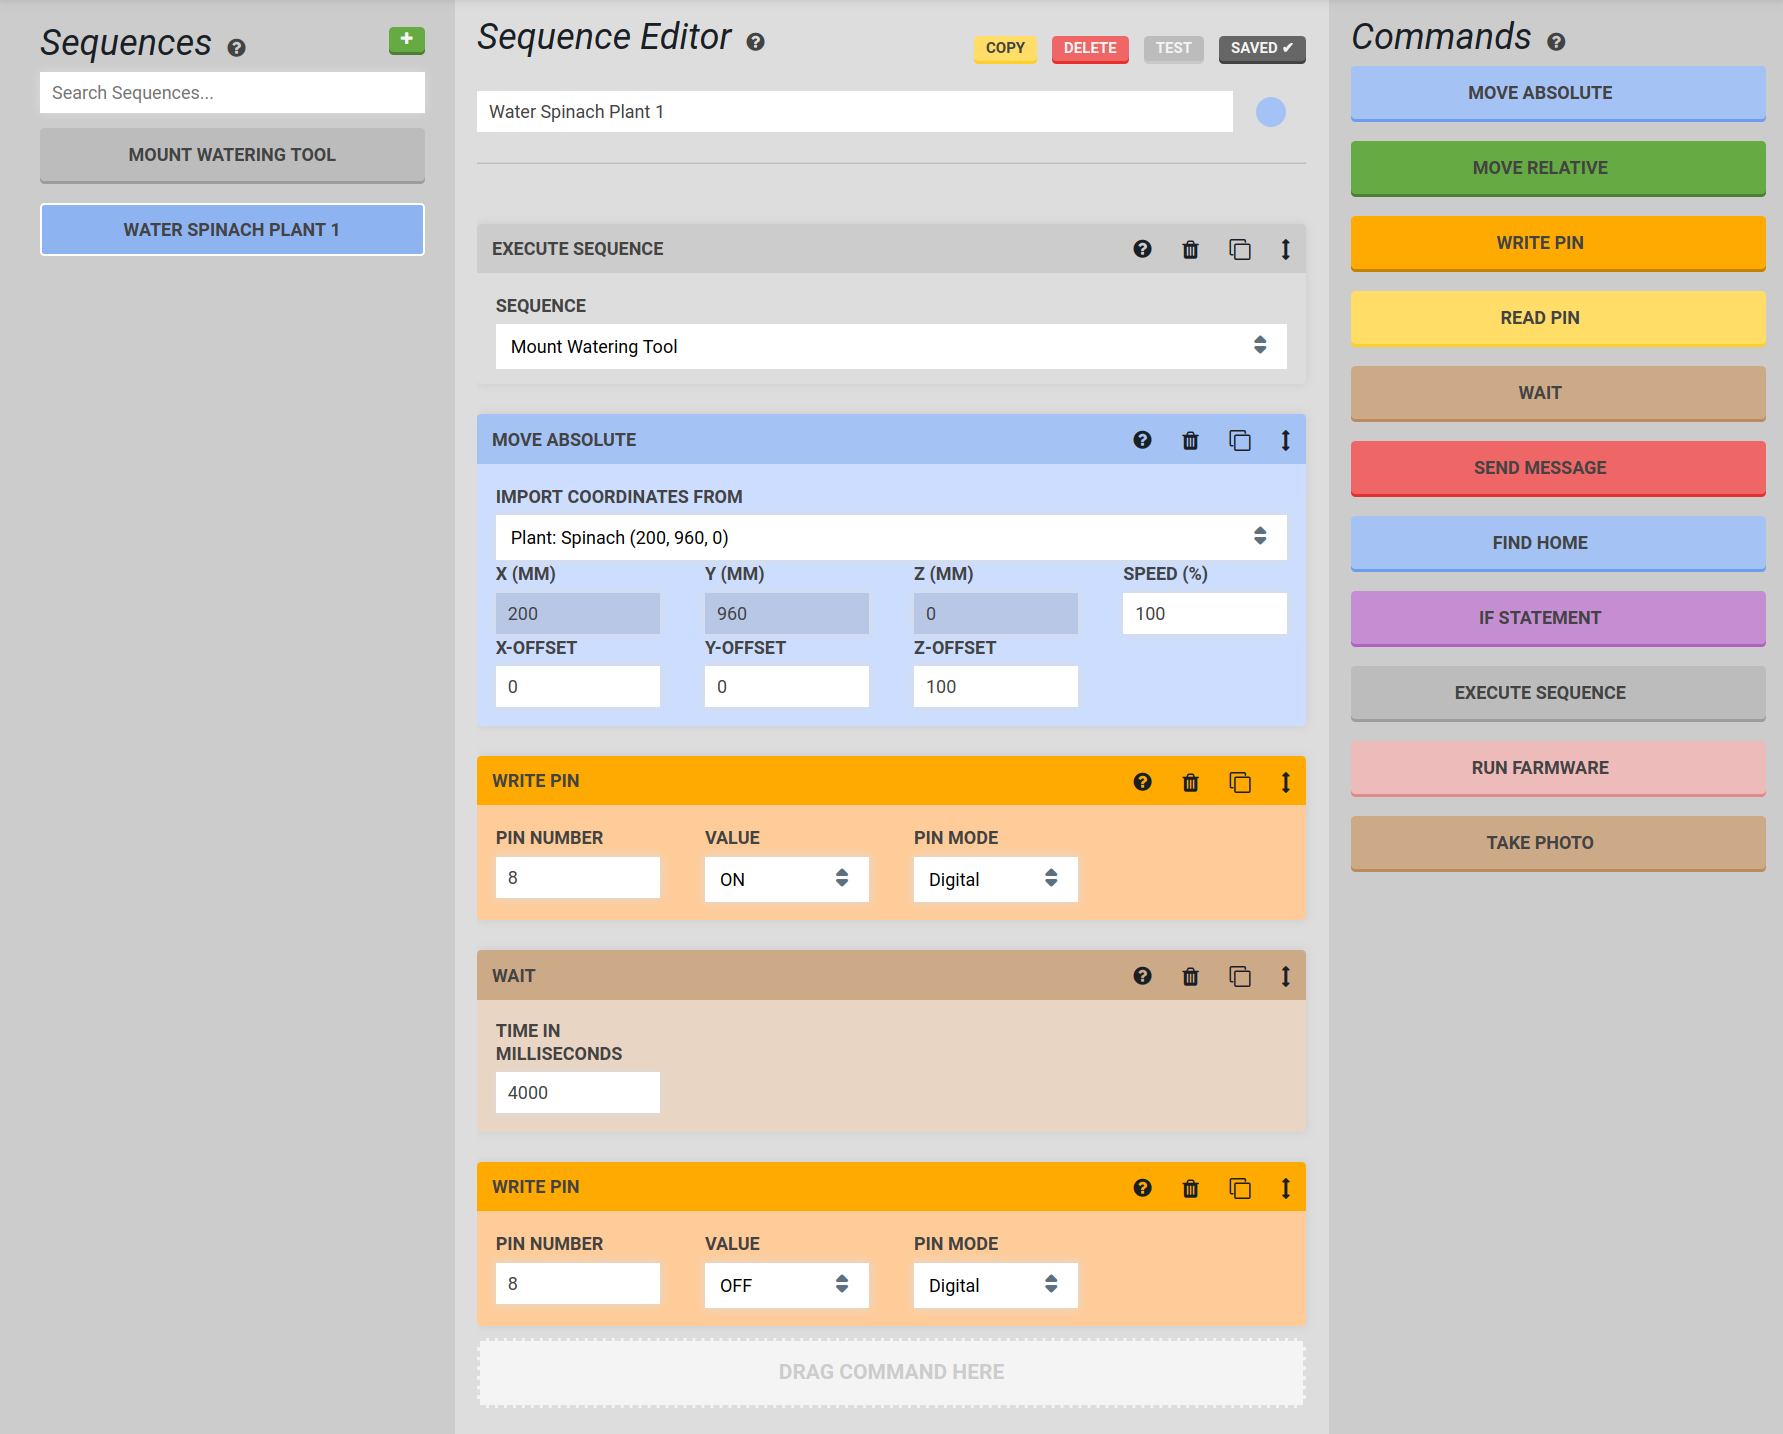 Sequences
+
Search Sequences...
MOUNT WATERING TOOL
WATER SPINACH PLANT 1
Sequence Editor
COPY
DELETE
TEST
SAVED ✔
Water Spinach Plant 1
EXECUTE SEQUENCE
SEQUENCE
Mount Watering Tool
MOVE ABSOLUTE
IMPORT COORDINATES FROM
Plant: Spinach (200, 960, 0)
X (MM) Y (MM) Z (MM) SPEED (%)
200 960 0 100
X-OFFSET Y-OFFSET Z-OFFSET
0 0 100
WRITE PIN
PIN NUMBER VALUE PIN MODE
8 ON Digital
WAIT
TIME IN
MILLISECONDS
4000
WRITE PIN
PIN NUMBER VALUE PIN MODE
8 OFF Digital
DRAG COMMAND HERE
Commands
MOVE ABSOLUTE
MOVE RELATIVE
WRITE PIN
READ PIN
WAIT
SEND MESSAGE
FIND HOME
IF STATEMENT
EXECUTE SEQUENCE
RUN FARMWARE
TAKE PHOTO